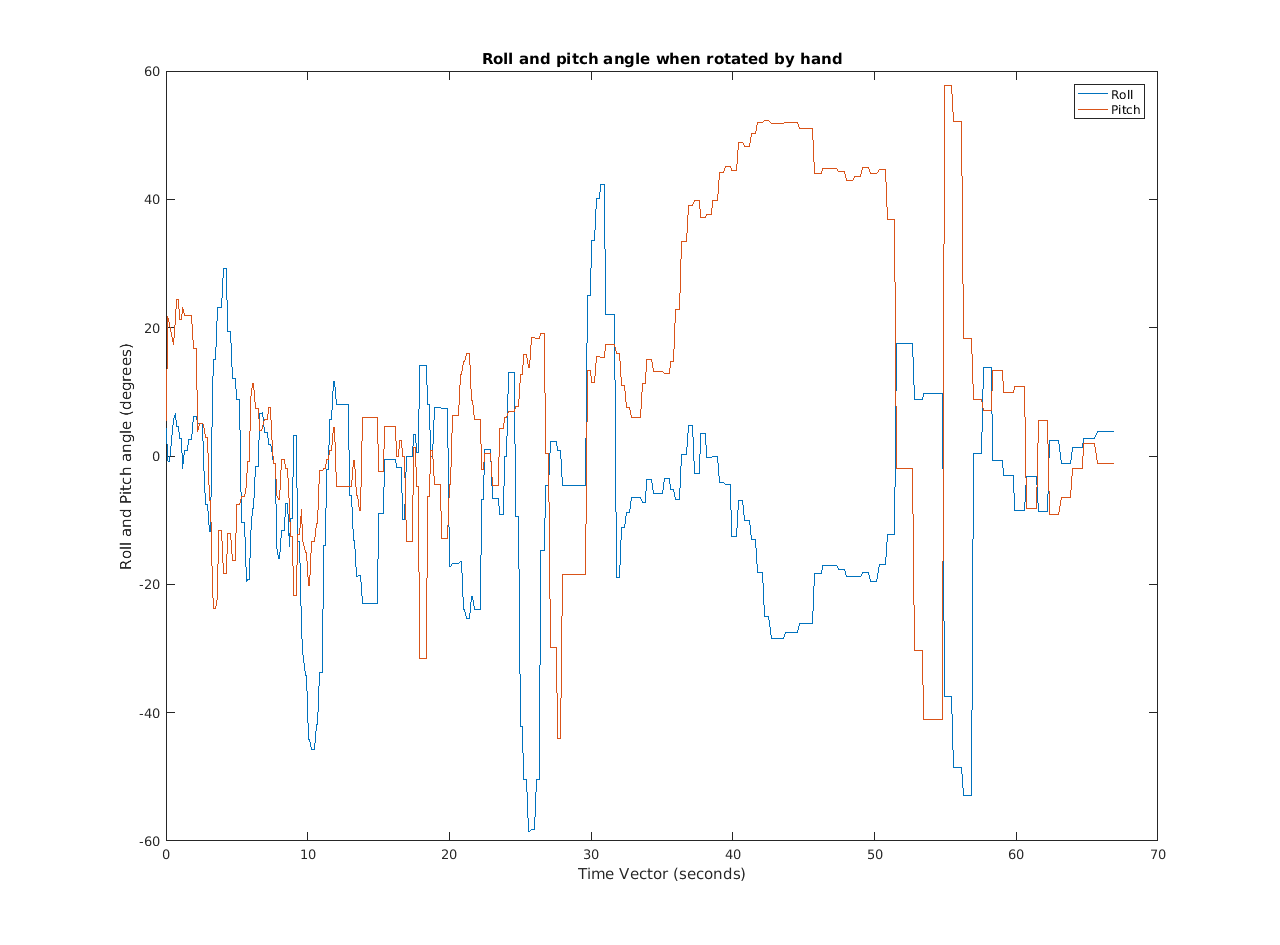 Roll and pitch angle when rotated by hand
Roll
Pitch
Roll and Pitch angle (degrees)
60
40
20
0
-20
-40
-60
0 10 20 30 40 50 60 70
Time Vector (seconds)